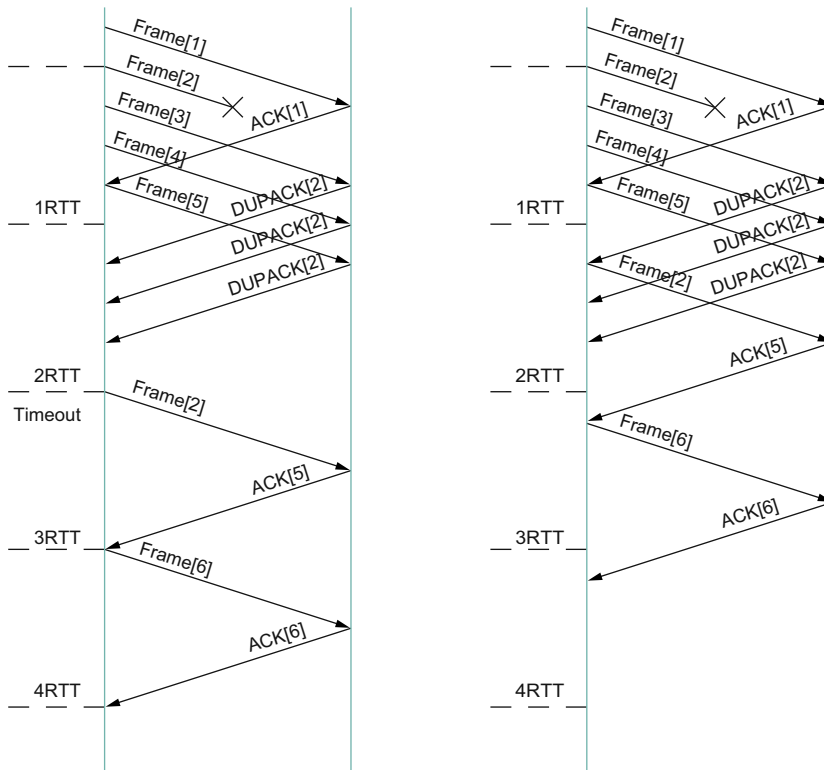 Frame[1]
Frame[2]
ACK[1]
Frame[3]
Frame[4]
DUPACK[2]
Frame[5]
1RTT
DUPACK[2]
DUPACK[2]
2RTT
Timeout
Frame[2]
ACK[5]
3RTT
Frame[6]
ACK[6]
4RTT
Frame[1]
Frame[2]
ACK[1]
Frame[3]
Frame[4]
DUPACK[2]
Frame[5]
1RTT
DUPACK[2]
DUPACK[2]
Frame[2]
ACK[5]
2RTT
Frame[6]
ACK[6]
3RTT
4RTT